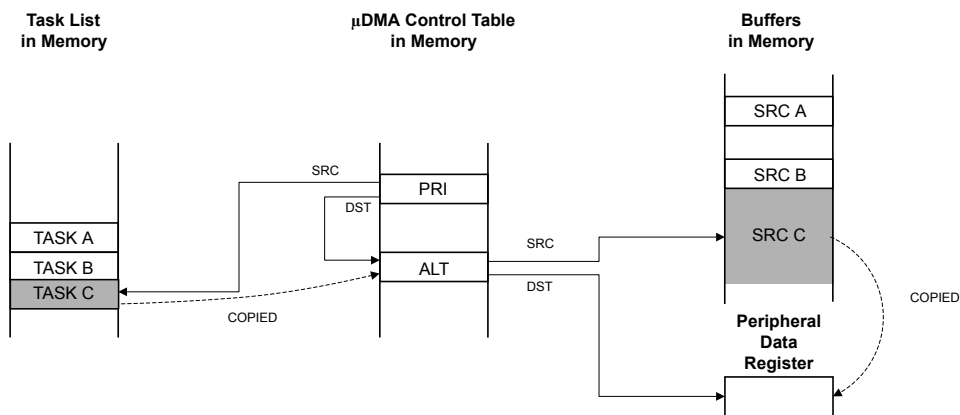 Task List
in Memory
µDMA Control Table
in Memory
Buffers
in Memory
SRC A
SRC
SRC B
PRI
DST
TASK A
SRC C
SRC
TASK B
ALT
TASK C
DST
COPIED
COPIED
Peripheral
Data
Register